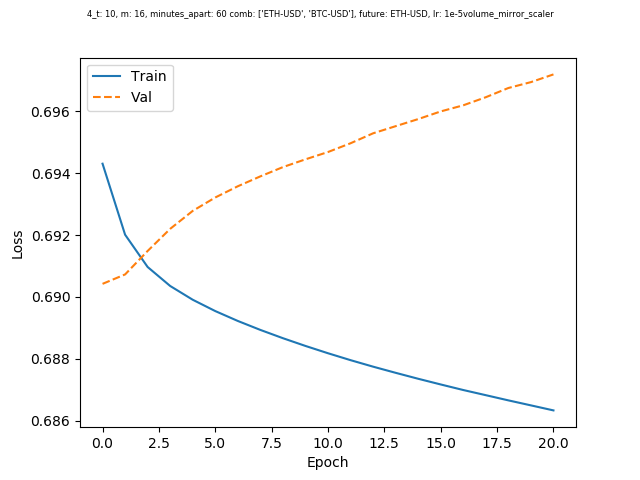 4_t: 10, m: 16, minutes_apart: 60 comb: ['ETH-USD', 'BTC-USD'], future: ETH-USD, lr: 1e-5volume_mirror_scaler
Train
Val
0.696
0.694
0.692
0.690
0.688
0.686
Loss
0.0 2.5 5.0 7.5 10.0 12.5 15.0 17.5 20.0
Epoch